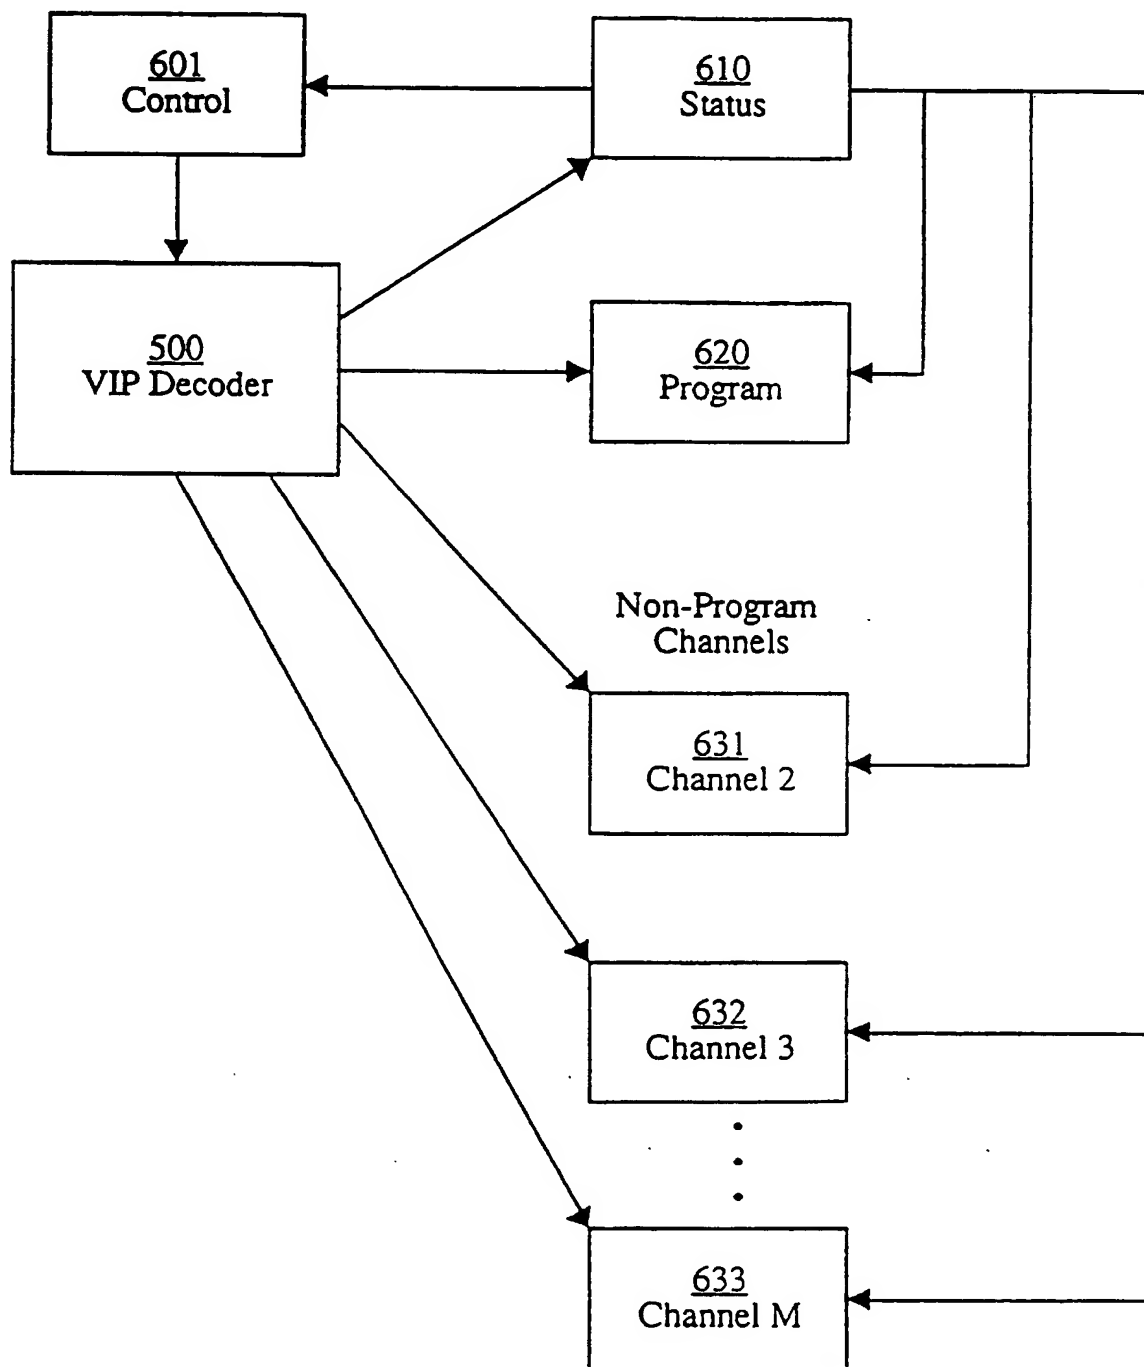 601
Control
610
Status
500
VIP Decoder
620
Program
Non-Program
Channels
631
Channel 2
632
Channel 3
633
Channel M